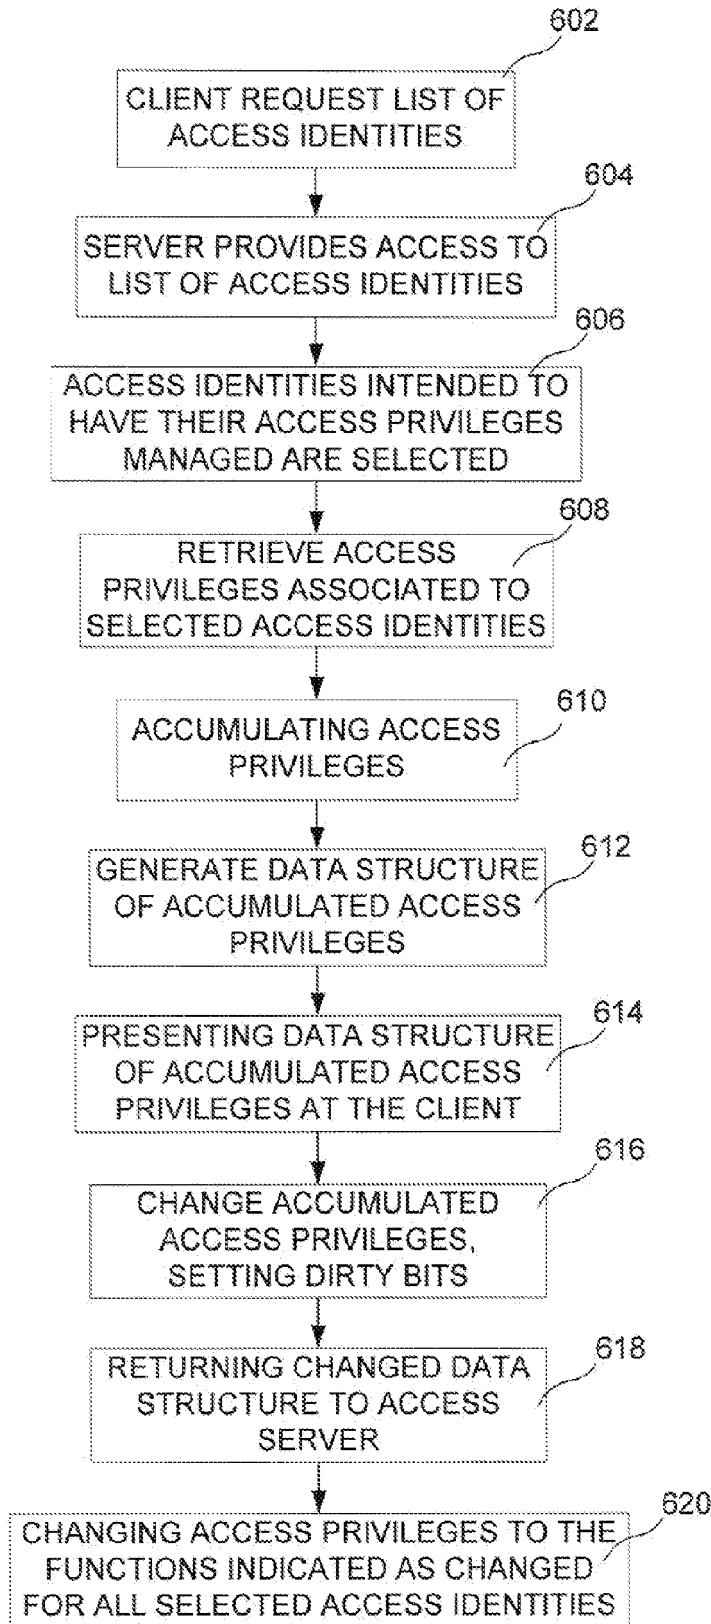 602
CLIENT REQUEST LIST OF
ACCESS IDENTITIES
604
SERVER PROVIDES ACCESS TO
LIST OF ACCESS IDENTITIES
606
ACCESS IDENTITIES INTENDED TO
HAVE THEIR ACCESS PRIVILEGES
MANAGED ARE SELECTED
608
RETRIEVE ACCESS
PRIVILEGES ASSOCIATED TO
SELECTED ACCESS IDENTITIES
610
ACCUMULATING ACCESS
PRIVILEGES
612
GENERATE DATA STRUCTURE
OF ACCUMULATED ACCESS
PRIVILEGES
614
PRESENTING DATA STRUCTURE
OF ACCUMULATED ACCESS
PRIVILEGES AT THE CLIENT
616
CHANGE ACCUMULATED
ACCESS PRIVILEGES,
SETTING DIRTY BITS
618
RETURNING CHANGED DATA
STRUCTURE TO ACCESS
SERVER
620
CHANGING ACCESS PRIVILEGES TO THE
FUNCTIONS INDICATED AS CHANGED
FOR ALL SELECTED ACCESS IDENTITIES